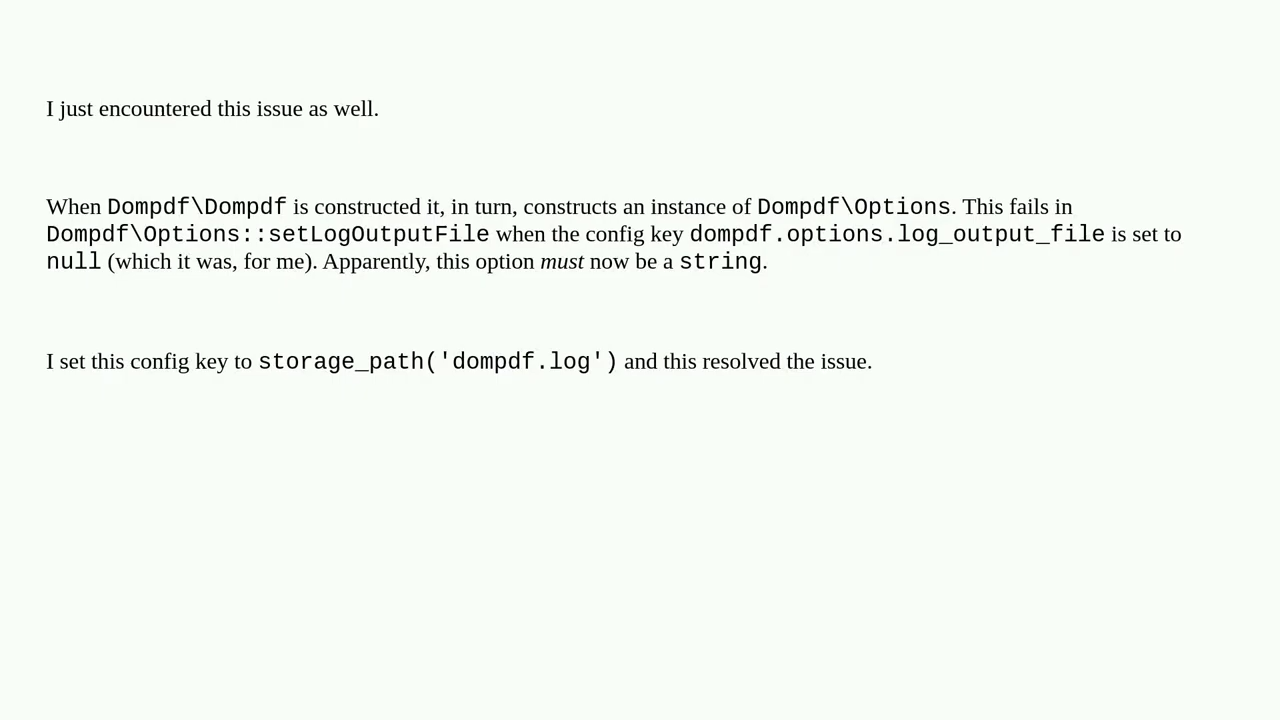 I just encountered this issue as well.
When Dompdf\Dompdf is constructed it, in turn, constructs an instance of Dompdf\Options. This fails in
Dompdf\Options::setLogOutputFile when the config key dompdf.options.log_output_file is set to
null (which it was, for me). Apparently, this option must now be a string.
I set this config key to storage_path('dompdf.log') and this resolved the issue.